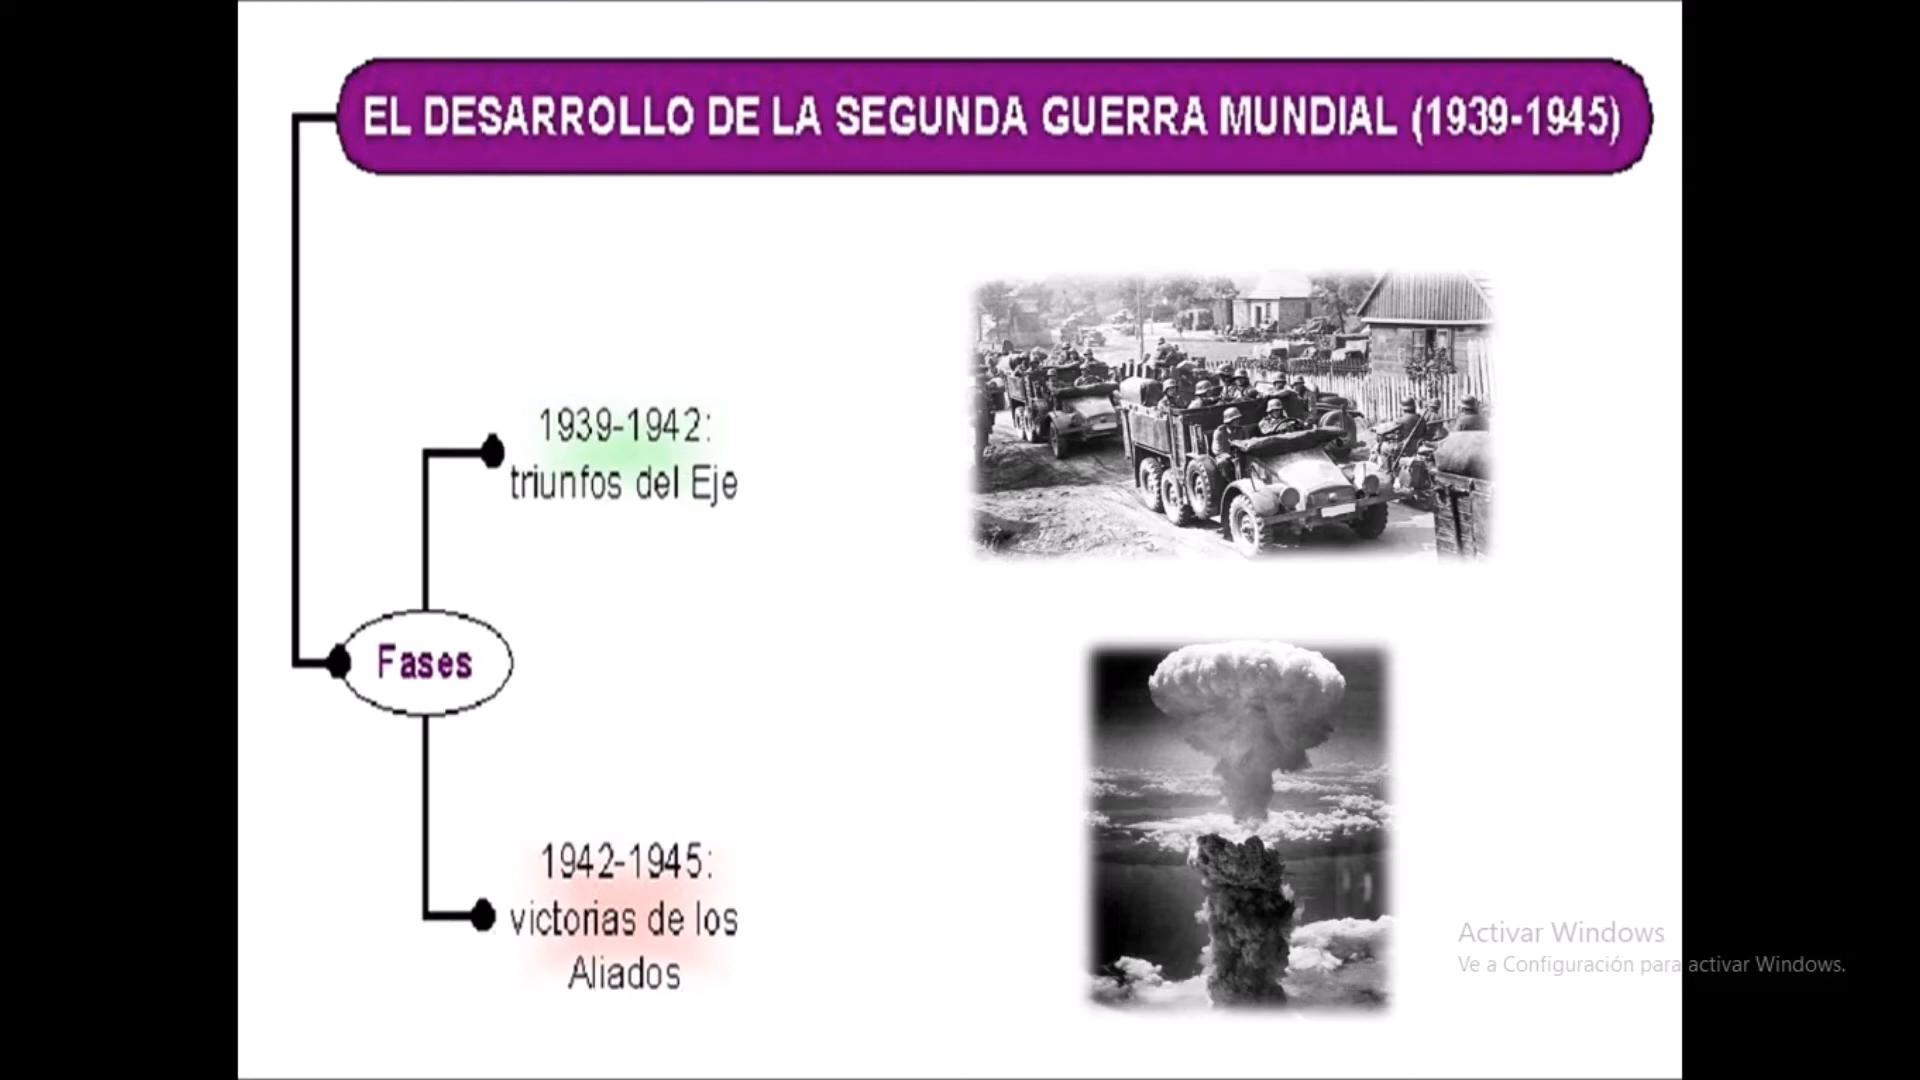 EL DESARROLLO DE LA SEGUNDA GUERRA MUNDIAL (1939-1945)
1939-1942:
triunfos del Eje
Fases
1942-1945:
victorias de los
Aliados
Activar Windows
Ve a Configuración para activar Windows.